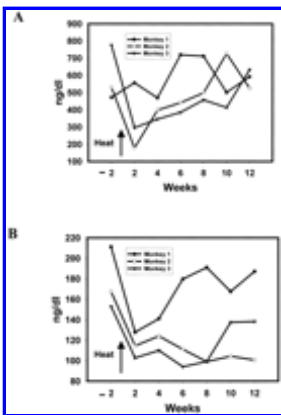 A
900
800
700
600
500
400
300
200
100
ng/dl
Monkey 1
Monkey 2
Monkey 3
Heat
– 2 2 4 6 8 10 12
Weeks
B
220
200
180
160
140
120
100
80
ng/dl
Monkey 1
Monkey 2
Monkey 3
Heat
– 2 2 4 6 8 10 12
Weeks